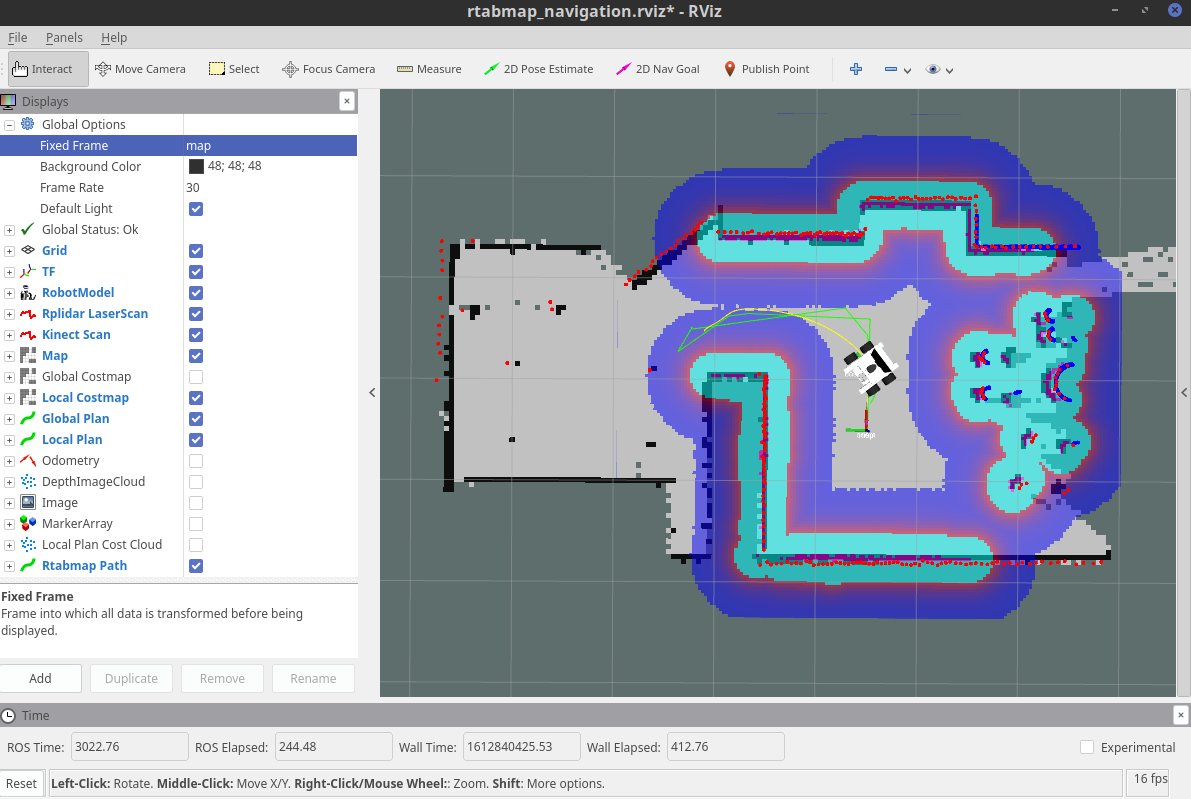 rtabmap_navigation.rviz* - RViz
File Panels Help
Interact Move Camera Select Focus Camera Measure 2D Pose Estimate 2D Nav Goal Publish Point
Displays
Global Options
Fixed Frame map
Background Color 48; 48; 48
Frame Rate 30
Default Light
Global Status: Ok
Grid
TF
RobotModel
Rplidar LaserScan
Kinect Scan
Map
Global Costmap
Local Costmap
Global Plan
Local Plan
Odometry
DepthImageCloud
Image
MarkerArray
Local Plan Cost Cloud
Rtabmap Path
Fixed Frame
Frame into which all data is transformed before being
displayed.
Add Duplicate Remove Rename
map
Time
ROS Time: 3022.76 ROS Elapsed: 244.48 Wall Time: 1612840425.53 Wall Elapsed: 412.76 Experimental
Reset Left-Click: Rotate. Middle-Click: Move X/Y. Right-Click/Mouse Wheel:: Zoom. Shift: More options. 16 fps